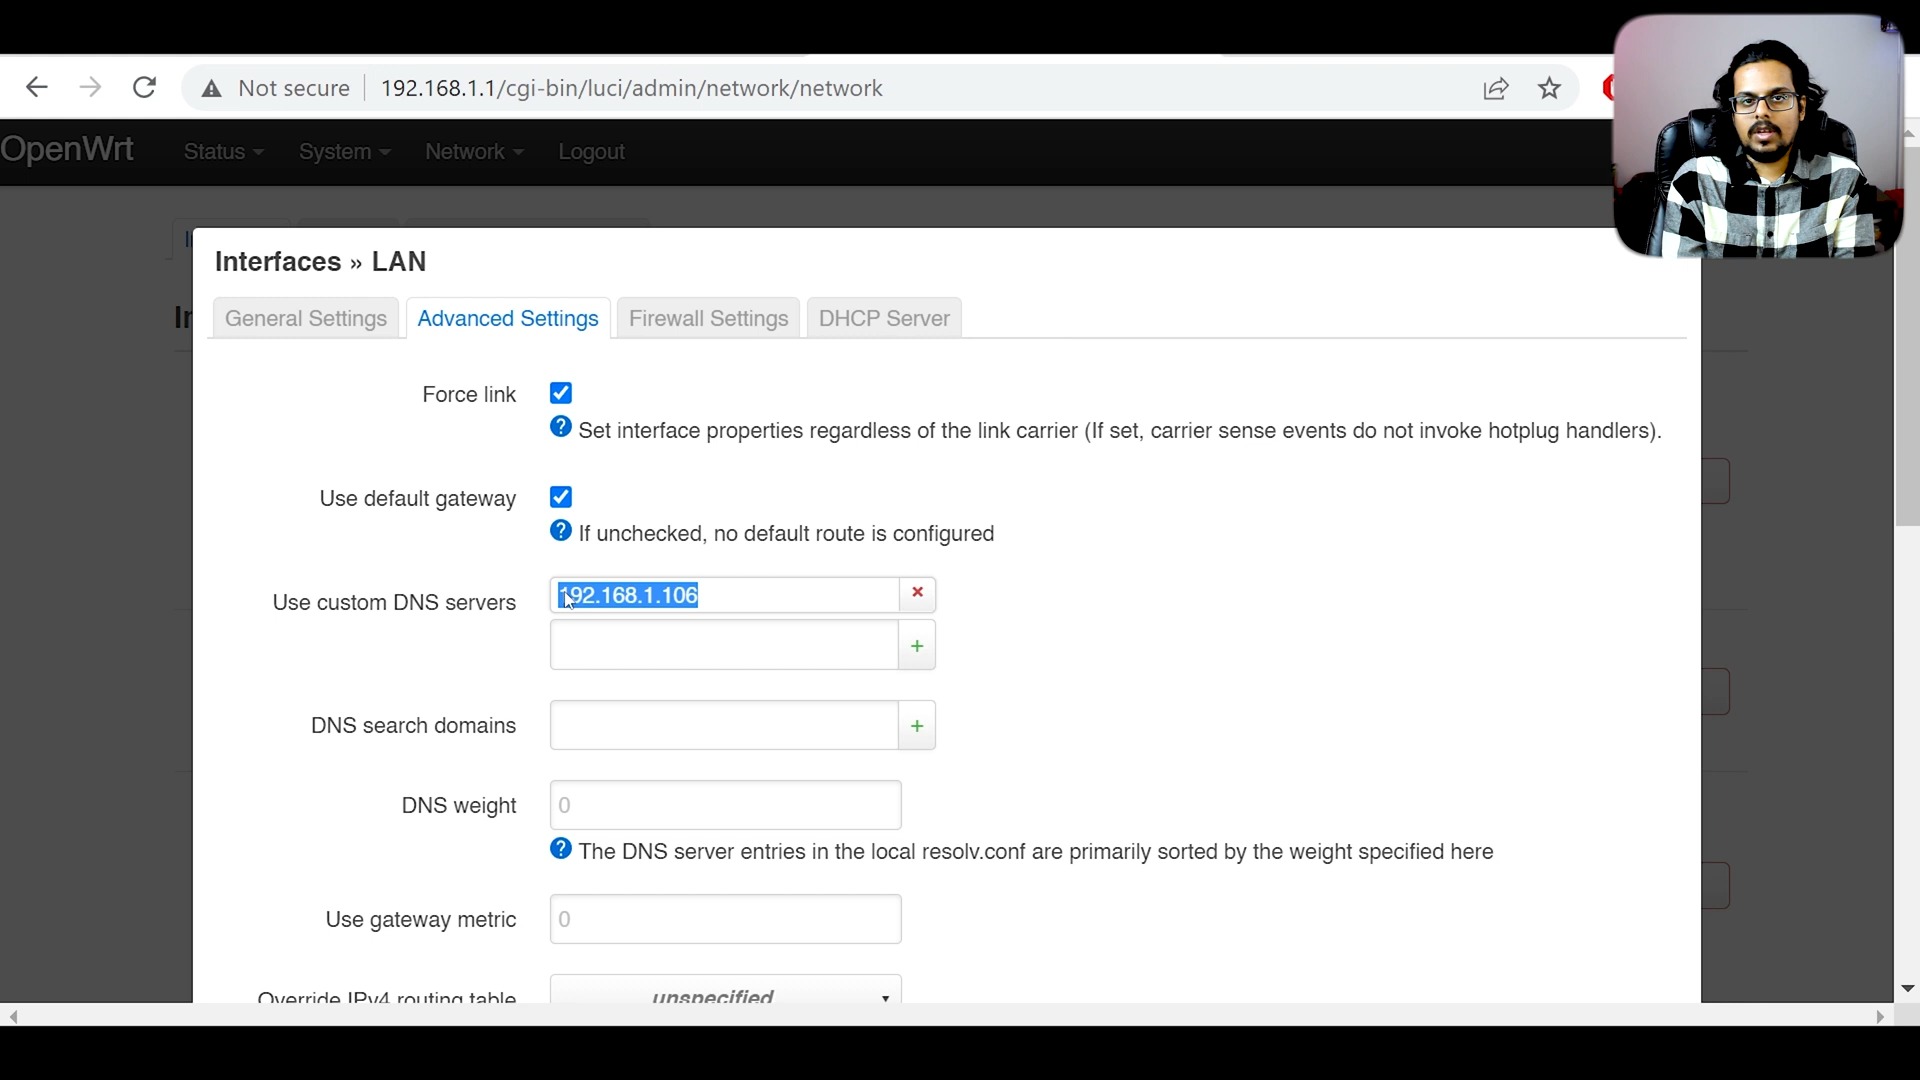 Not secure
192.168.1.1/cgi-bin/luci/admin/network/network
OpenWrt
Status
System
Network
Logout
Interfaces » LAN
General Settings
Advanced Settings
Firewall Settings
DHCP Server
Force link
Set interface properties regardless of the link carrier (If set, carrier sense events do not invoke hotplug handlers).
Use default gateway
If unchecked, no default route is configured
Use custom DNS servers
192.168.1.106
DNS search domains
DNS weight
0
The DNS server entries in the local resolv.conf are primarily sorted by the weight specified here
Use gateway metric
0
Override IPv4 routing table
unspecified